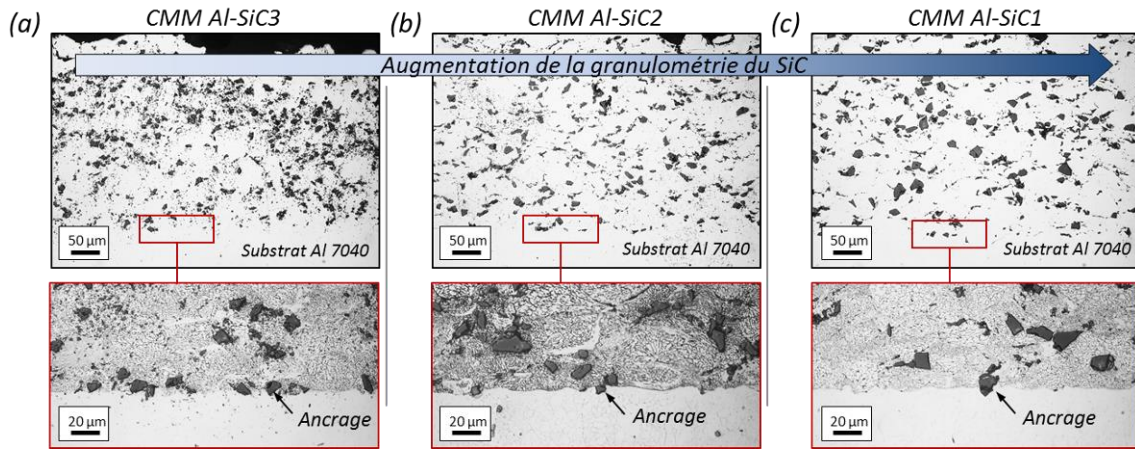 (a) CMM Al-SiC3
(b) CMM Al-SiC2
(c) CMM Al-SiC1
Augmentation de la granulométrie du SiC
50 µm
Substrat Al 7040
50 µm
Substrat Al 7040
50 µm
Substrat Al 7040
20 µm
Ancrage
20 µm
Ancrage
20 µm
Ancrage